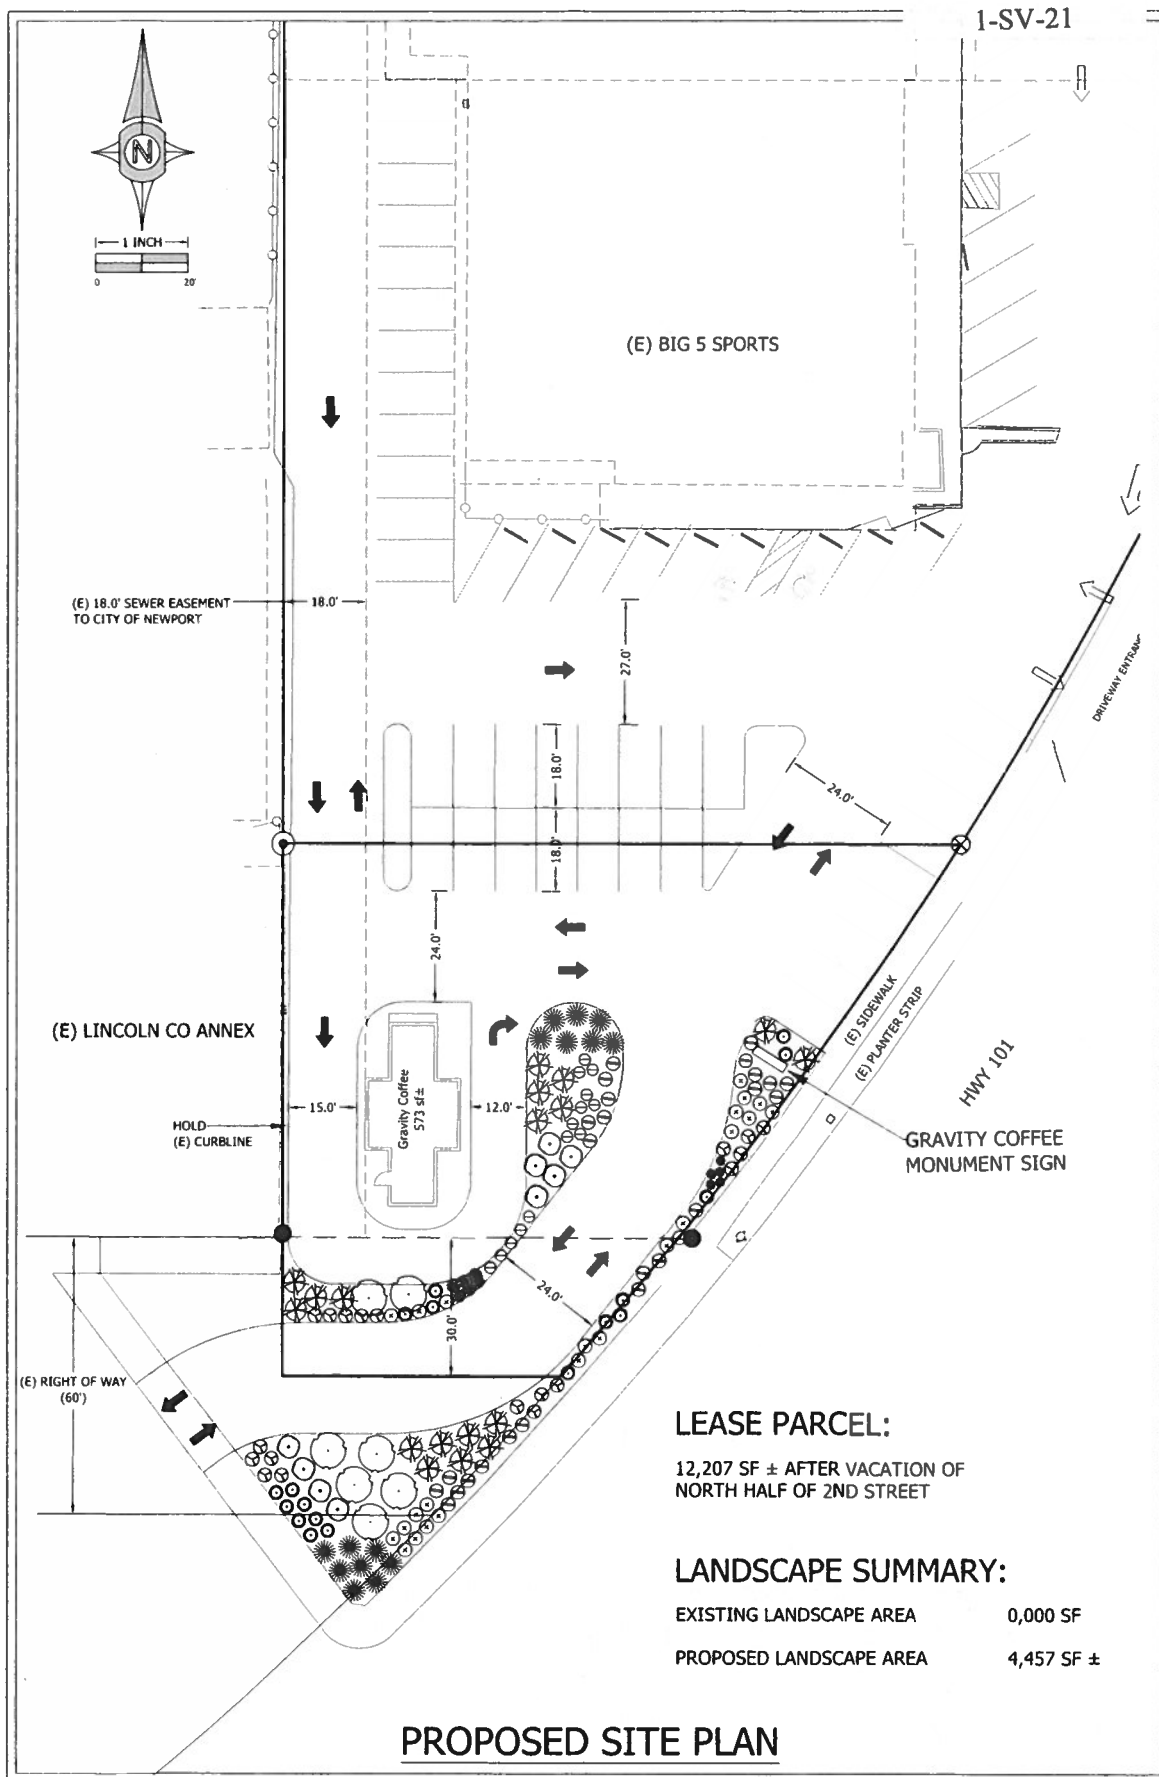 1-SV-21
N
1 INCH
0 20'
(E) BIG 5 SPORTS
(E) 18.0' SEWER EASEMENT
TO CITY OF NEWPORT
18.0'
27.0'
DRIVEWAY
18.0'
24.0'
18.0'
24.0'
(E) LINCOLN CO ANNEX
(E) SIDEWALK
(E) PLANTER STRIP
HWY 101
Gravity Coffee
573 sf±
15.0'
12.0'
HOLD
(E) CURBLINE
GRAVITY COFFEE
MONUMENT SIGN
24.0'
30.0'
(E) RIGHT OF WAY
(60')
LEASE PARCEL:
12,207 SF ± AFTER VACATION OF
NORTH HALF OF 2ND STREET
LANDSCAPE SUMMARY:
EXISTING LANDSCAPE AREA 0,000 SF
PROPOSED LANDSCAPE AREA 4,457 SF ±
PROPOSED SITE PLAN